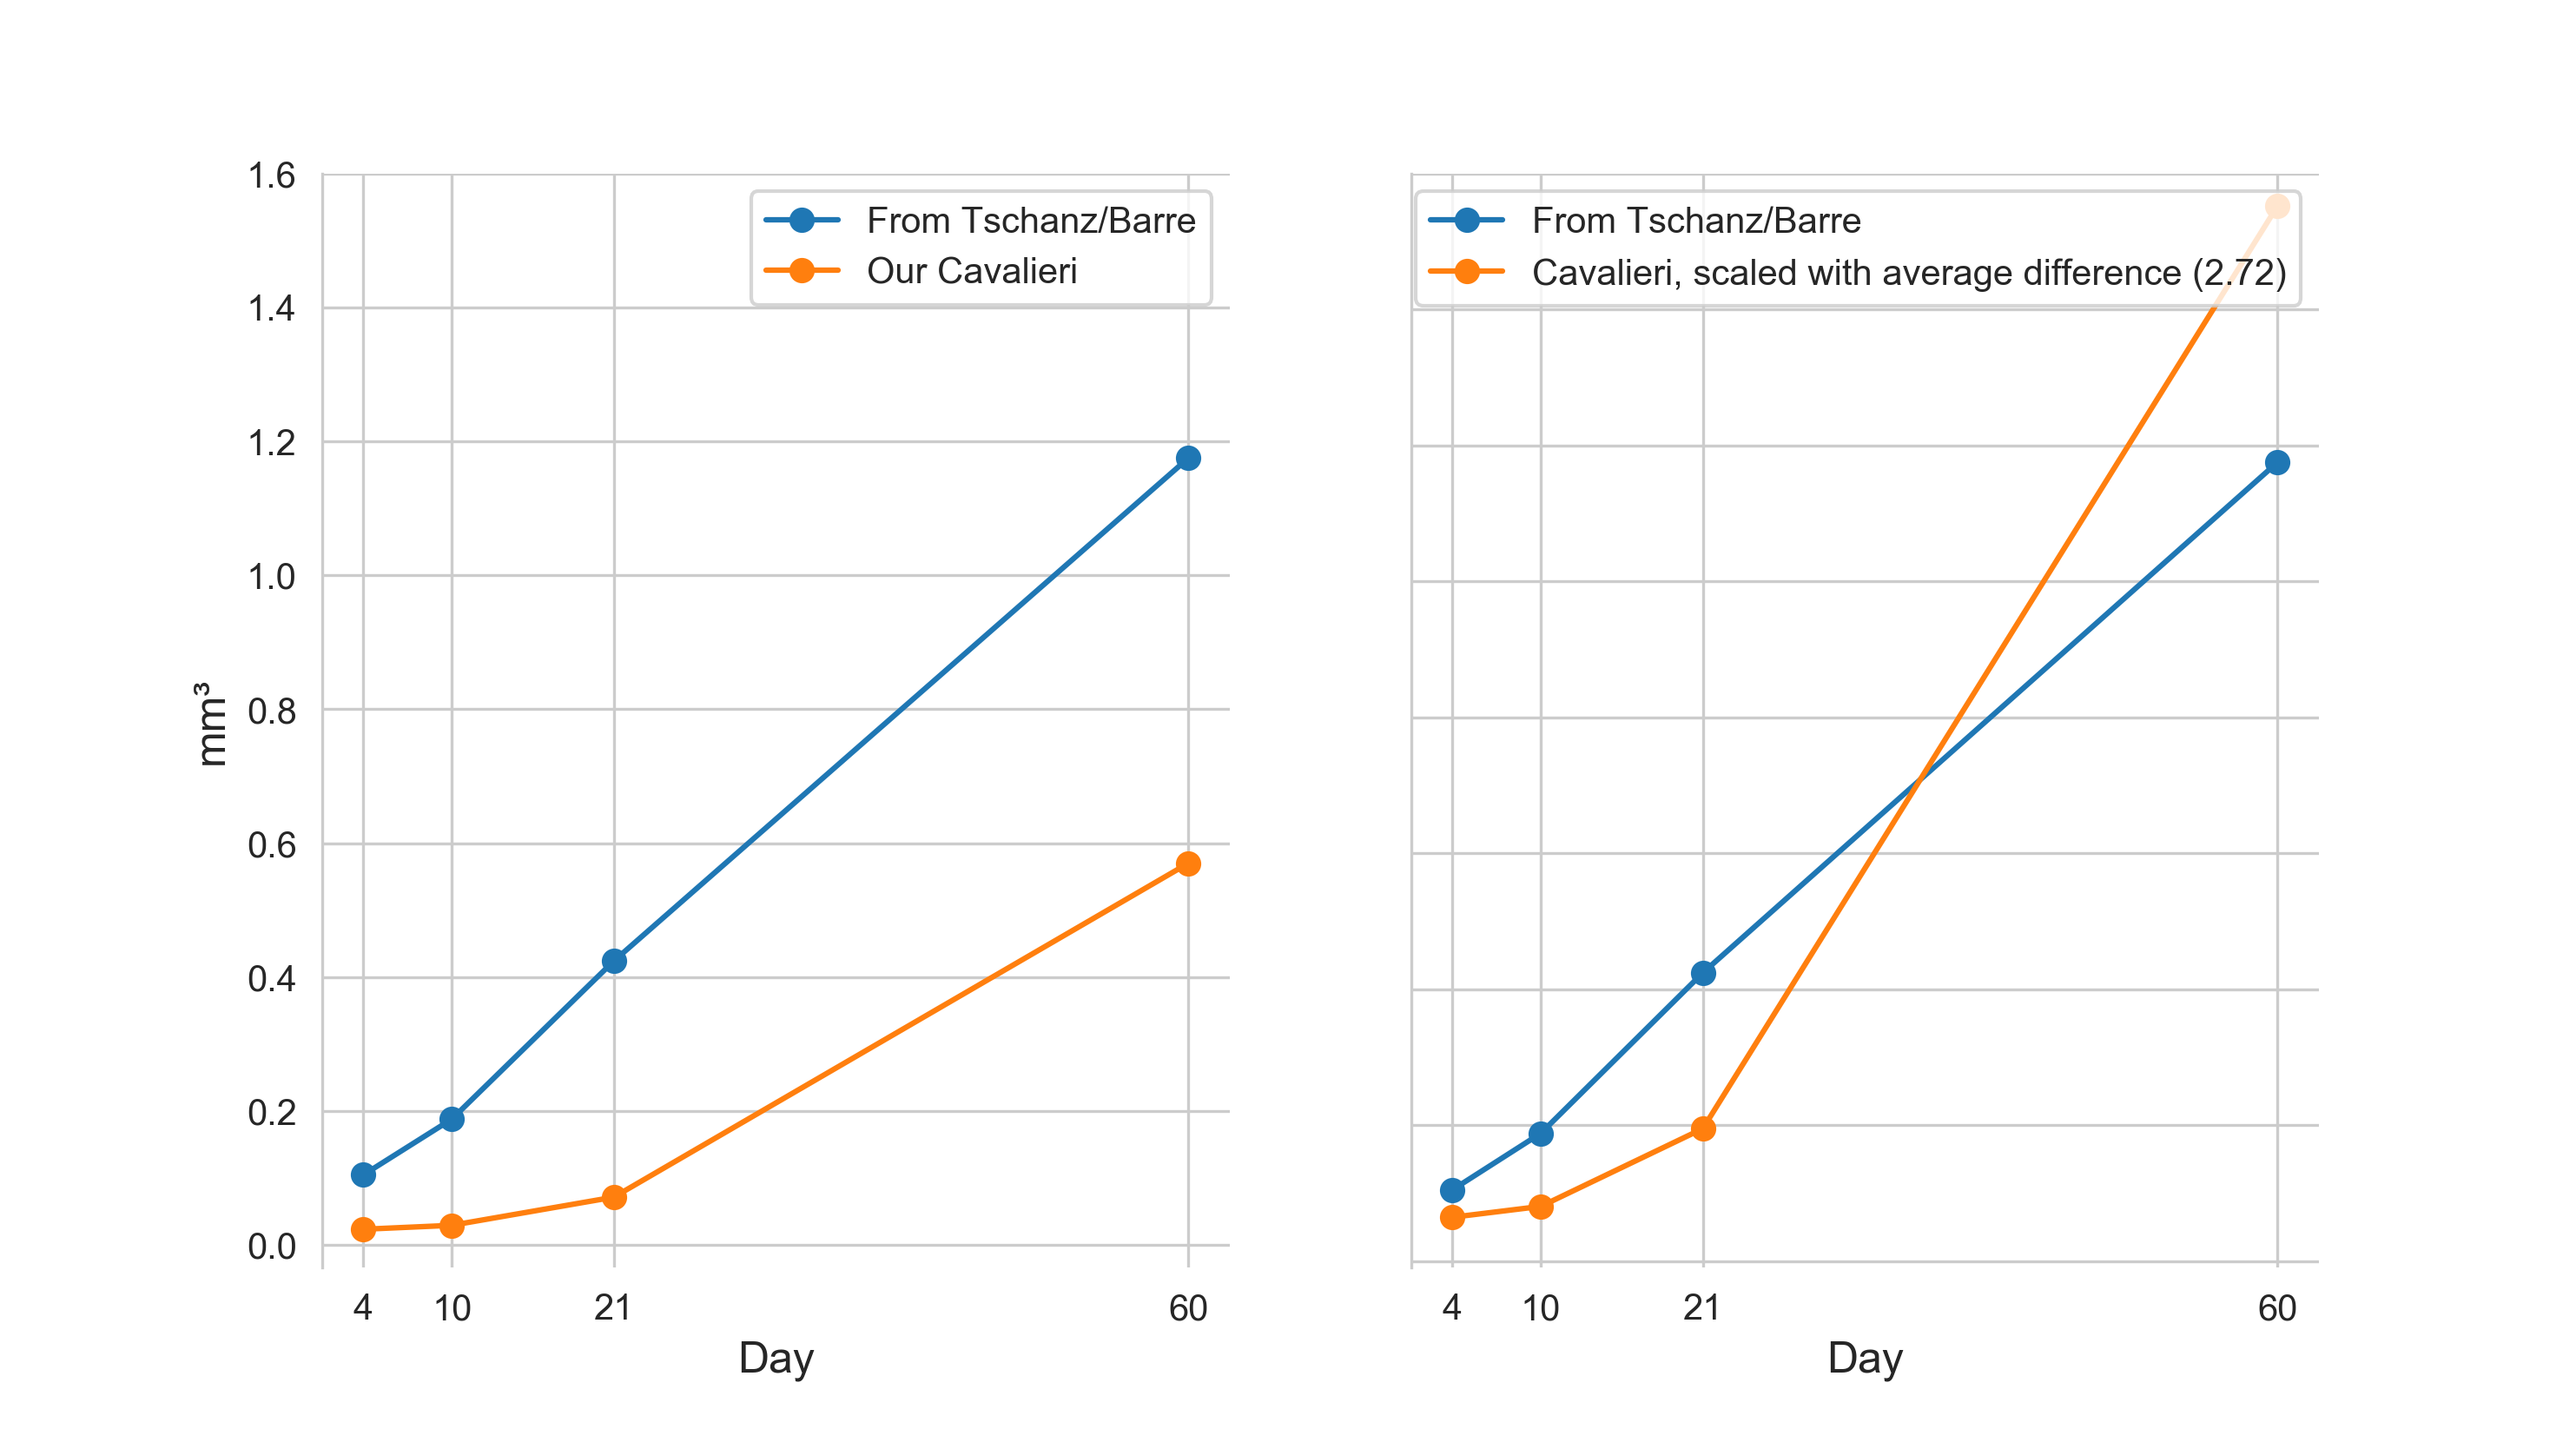 1.6
1.4
1.2
1.0
0.8
0.6
0.4
0.2
0.0
mm³
From Tschanz/Barre
Our Cavalieri
4 10 21 60
Day
From Tschanz/Barre
Cavalieri, scaled with average difference (2.72)
4 10 21 60
Day